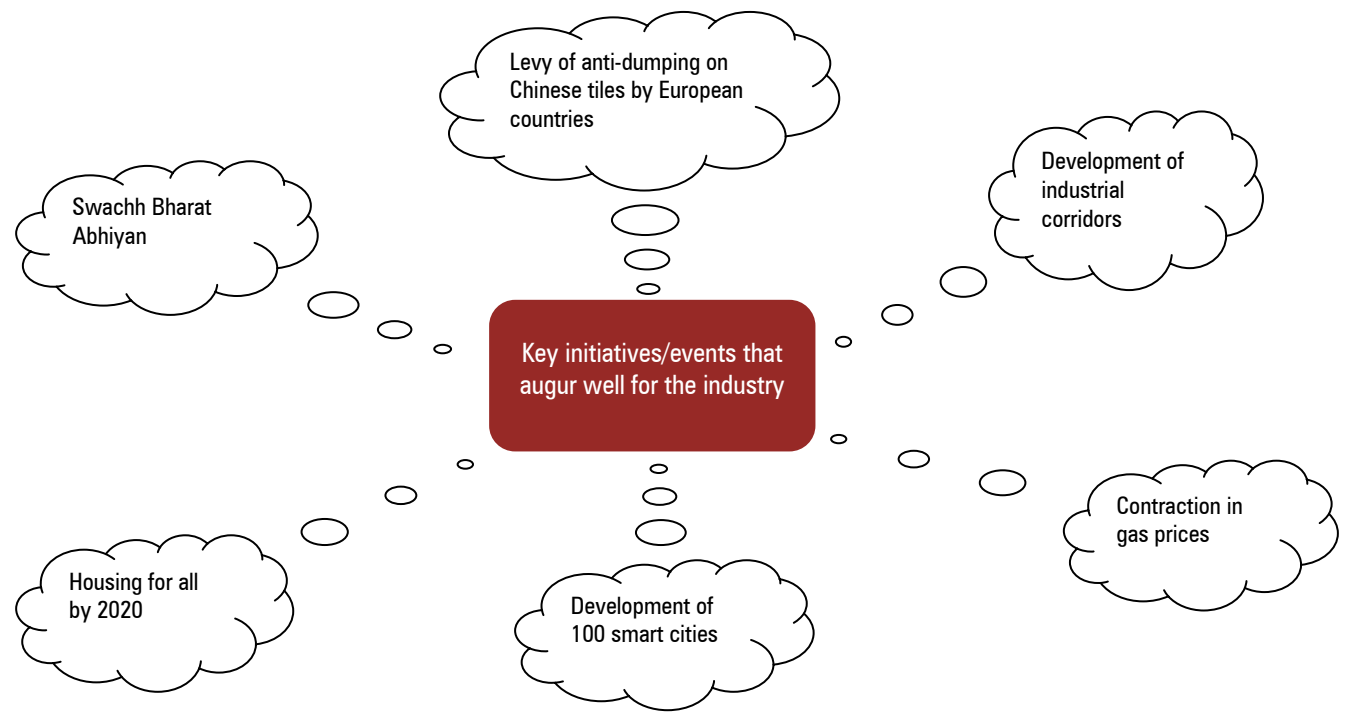 Levy of anti-dumping on
Chinese tiles by European
countries
Development of
industrial
corridors
Swachh Bharat
Abhiyan
Key initiatives/events that
augur well for the industry
Contraction in
gas prices
Housing for all
by 2020
Development of
100 smart cities